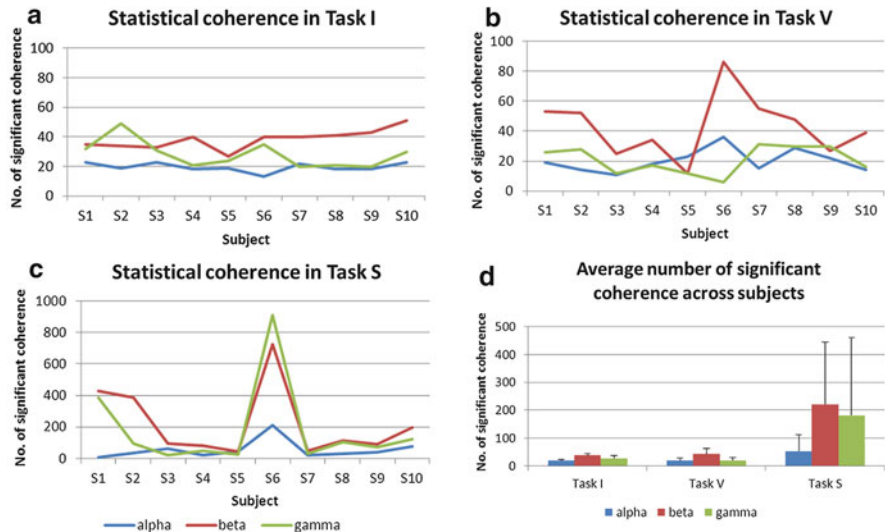 a
Statistical coherence in Task I
No. of significant coherence
100
80
60
40
20
0
S1 S2 S3 S4 S5 S6 S7 S8 S9 S10
Subject
b
Statistical coherence in Task V
No. of significant coherence
100
80
60
40
20
0
S1 S2 S3 S4 S5 S6 S7 S8 S9 S10
Subject
c
Statistical coherence in Task S
No. of significant coherence
1000
800
600
400
200
0
S1 S2 S3 S4 S5 S6 S7 S8 S9 S10
Subject
alpha beta gamma
d
Average number of significant
coherence across subjects
No. of significant coherence
500
400
300
200
100
0
Task I Task V Task S
alpha beta gamma